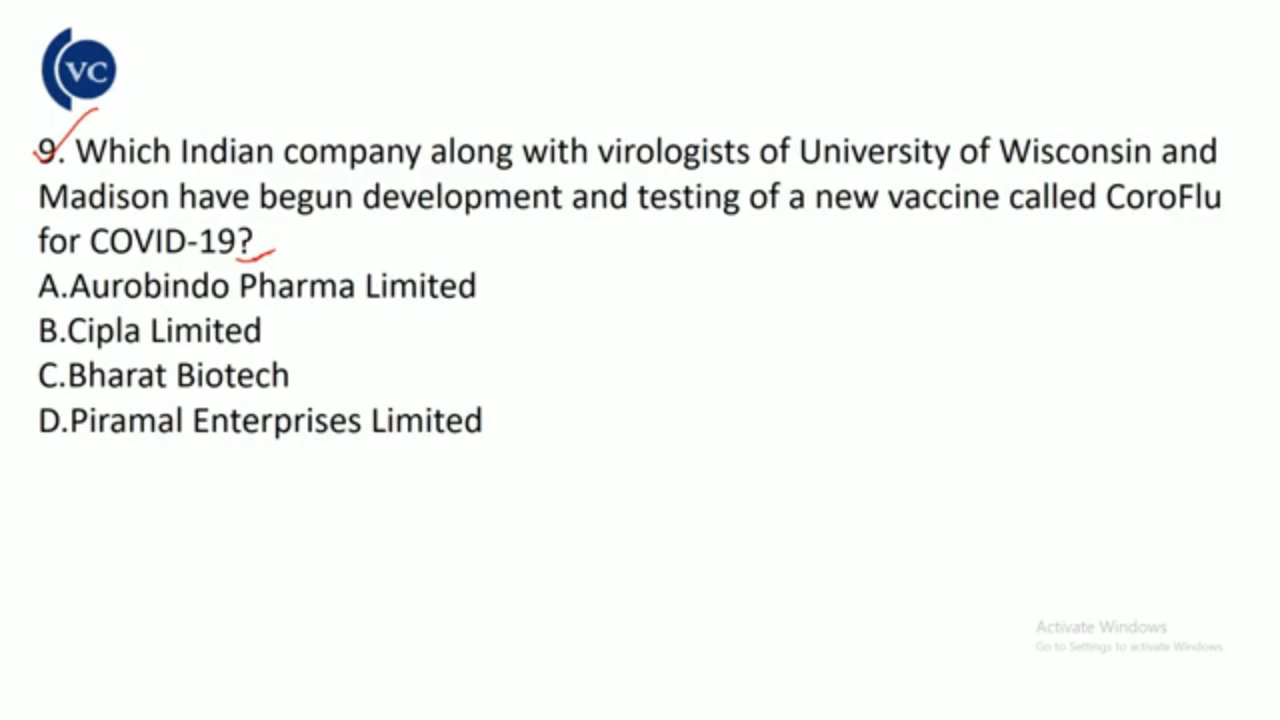 VC
9. Which Indian company along with virologists of University of Wisconsin and
Madison have begun development and testing of a new vaccine called CoroFlu
for COVID-19?
A.Aurobindo Pharma Limited
B.Cipla Limited
C.Bharat Biotech
D.Piramal Enterprises Limited
Activate Windows
Go to Settings to activate Windows.